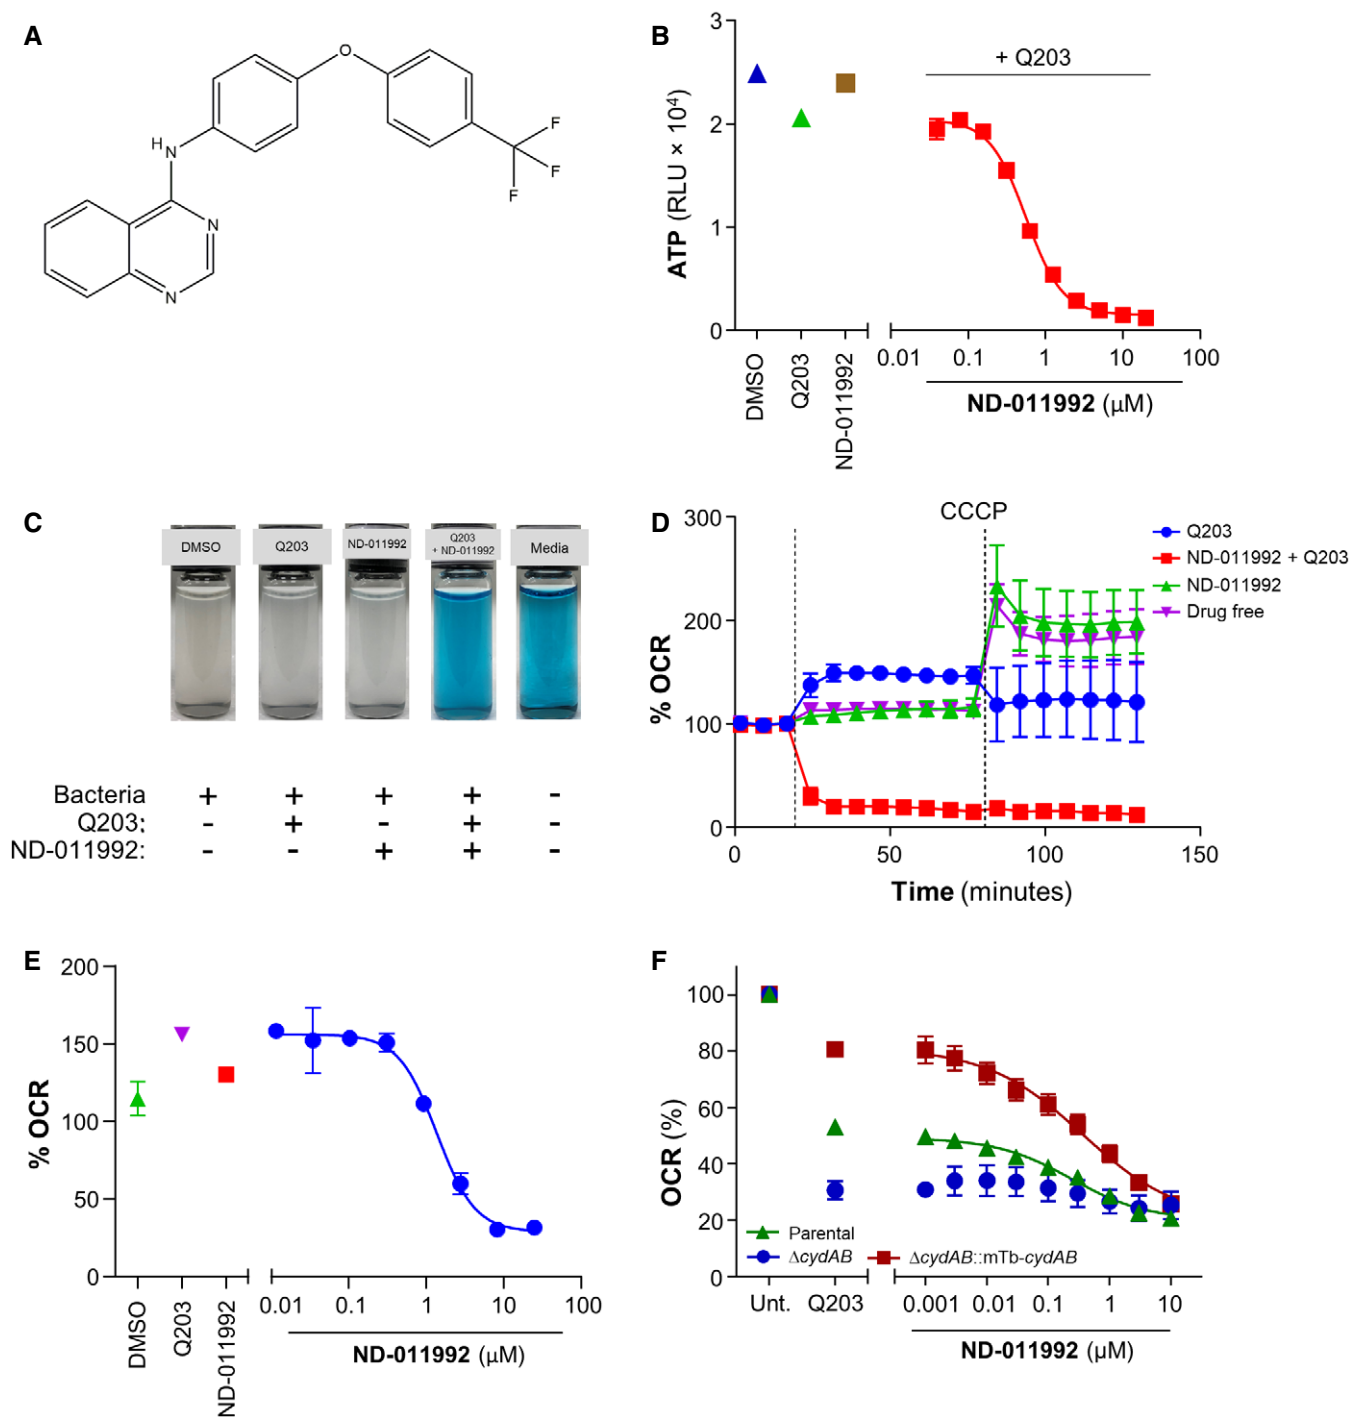 A
O
F
F
F
H
N
N
N
B
+ Q203
3
2
1
0
ATP (RLU × 10⁴)
DMSO
Q203
ND-011992
0.01 0.1 1 10 100
ND-011992 (µM)
C
DMSO
Q203
ND-011992
Q203
+ ND-011992
Media
Bacteria + + + + -
Q203: - + - + -
ND-011992: - - + + -
D
CCCP
300
200
100
0
% OCR
Q203
ND-011992 + Q203
ND-011992
Drug free
0 50 100 150
Time (minutes)
E
200
150
100
50
0
% OCR
DMSO
Q203
ND-011992
0.01 0.1 1 10 100
ND-011992 (µM)
F
100
80
60
40
20
0
OCR (%)
Parental
ΔcydAB
ΔcydAB::mTb-cydAB
Unt. Q203 0.001 0.01 0.1 1 10
ND-011992 (µM)